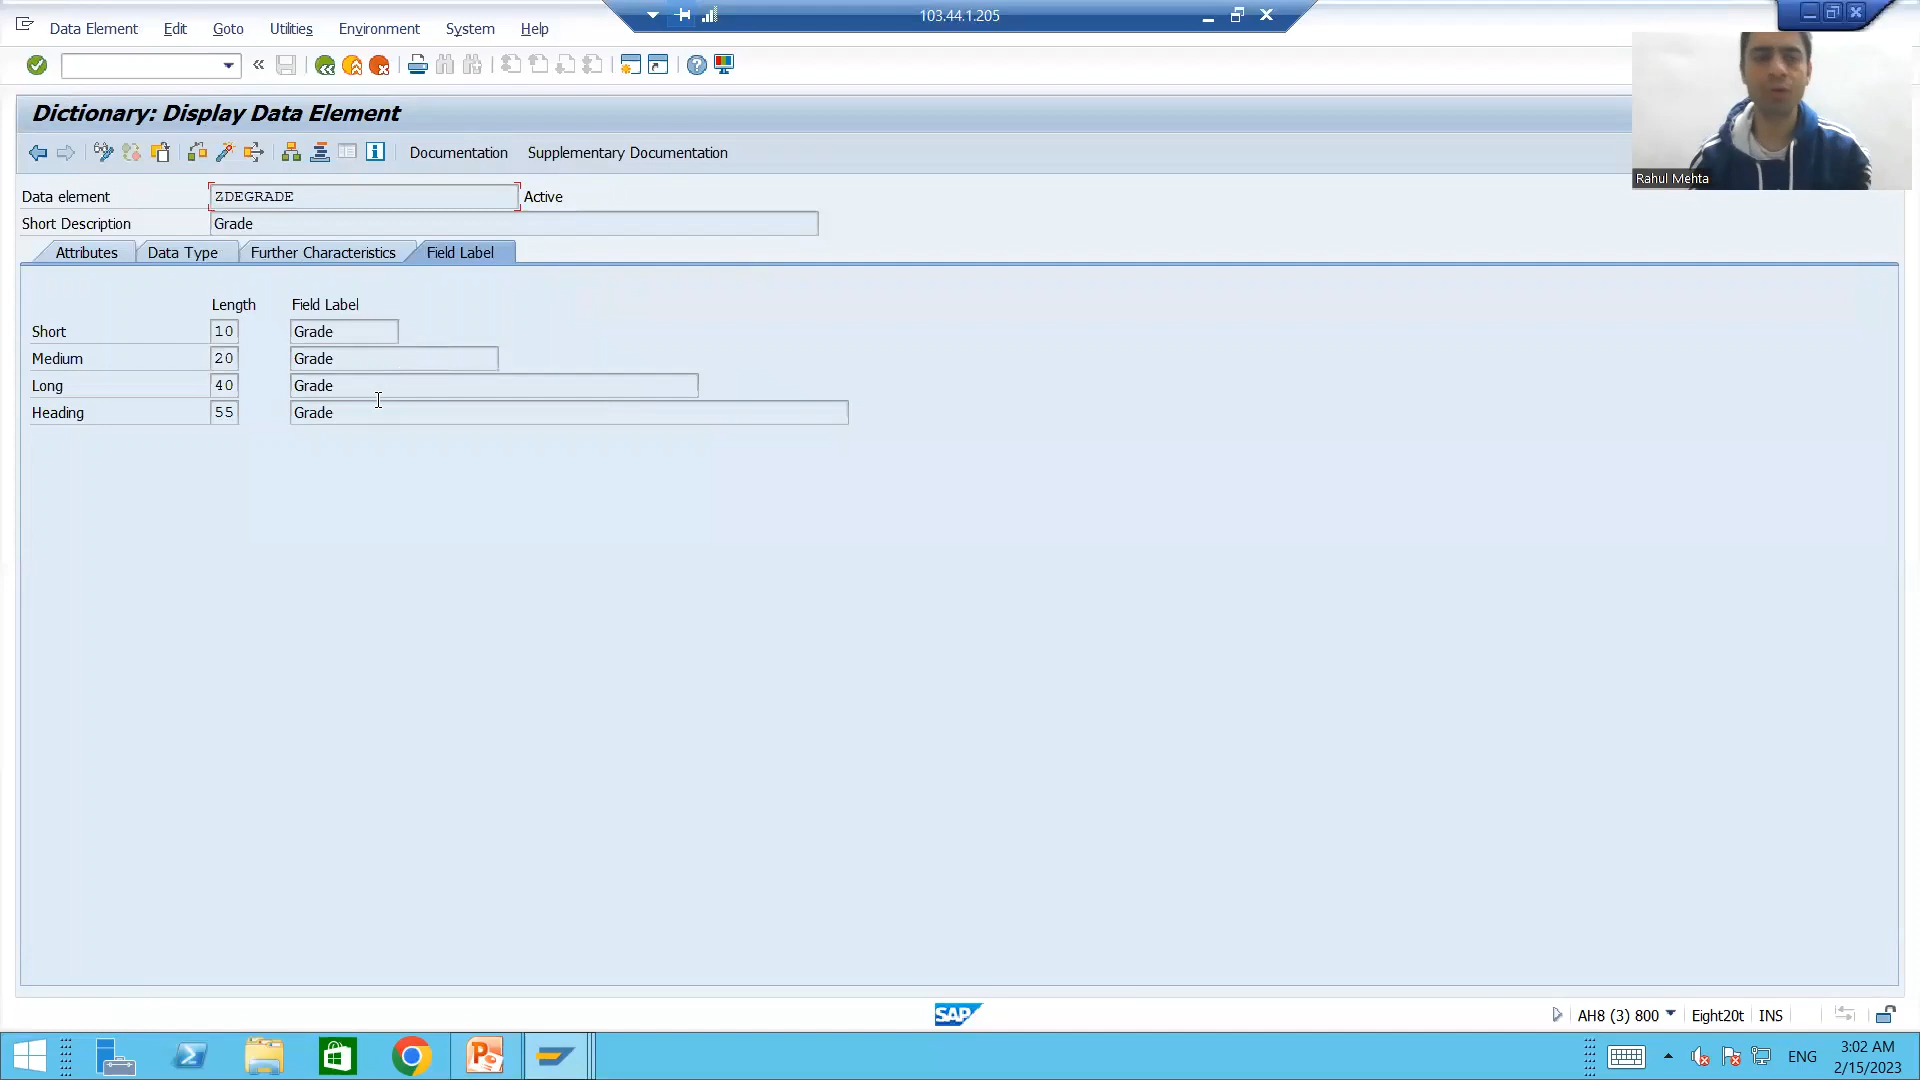 103.44.1.205
Data Element Edit Goto Utilities Environment System Help
Dictionary: Display Data Element
Documentation Supplementary Documentation
Rahul Mehta
Data element ZDEGRADE Active
Short Description Grade
Attributes Data Type Further Characteristics Field Label
Length Field Label
Short 10 Grade
Medium 20 Grade
Long 40 Grade
Heading 55 Grade
SAP AH8 (3) 800 Eight20t INS
ENG 3:02 AM
2/15/2023